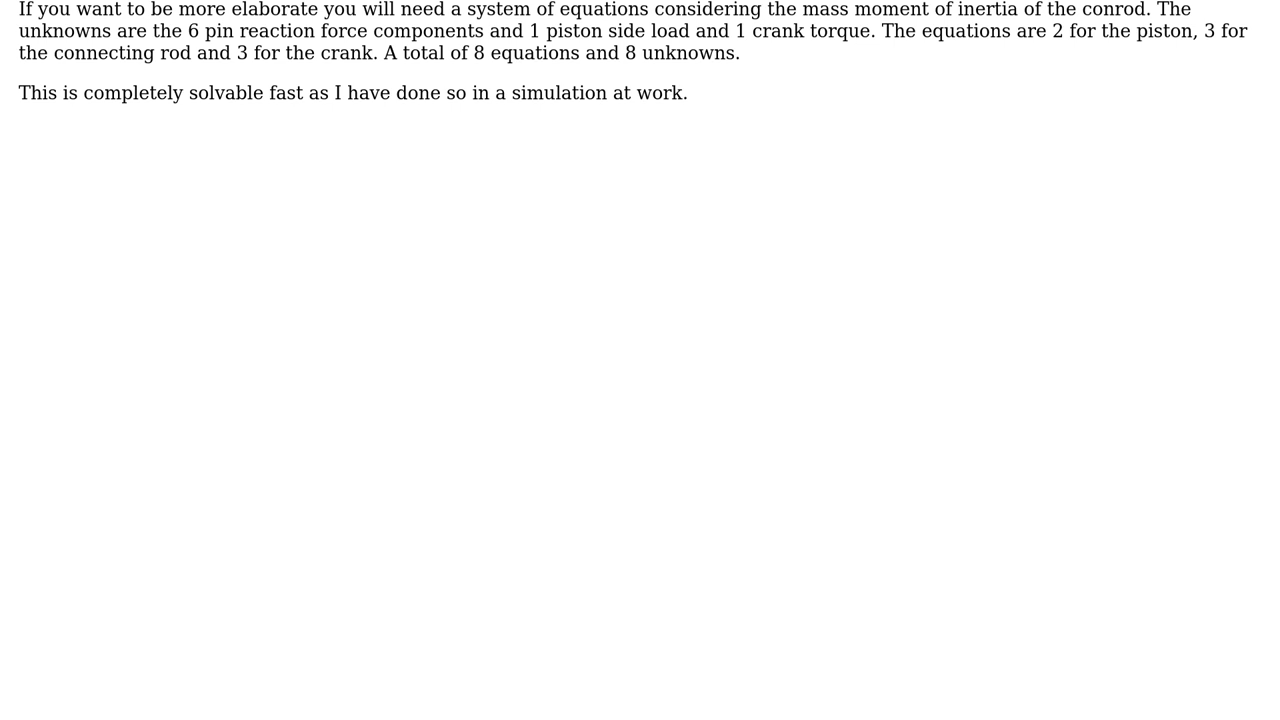 If you want to be more elaborate you will need a system of equations considering the mass moment of inertia of the conrod. The
unknowns are the 6 pin reaction force components and 1 piston side load and 1 crank torque. The equations are 2 for the piston, 3 for
the connecting rod and 3 for the crank. A total of 8 equations and 8 unknowns.
This is completely solvable fast as I have done so in a simulation at work.